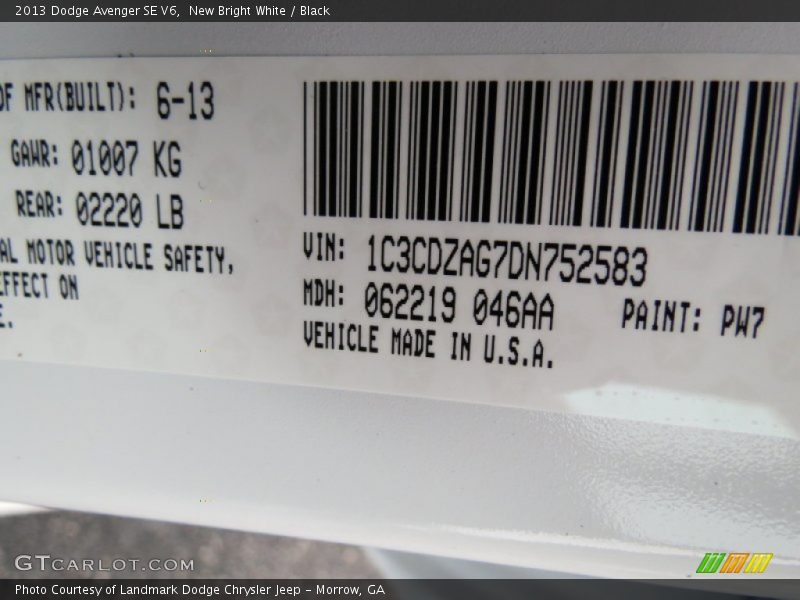 2013 Dodge Avenger SE V6, New Bright White / Black
OF MFR(BUILT): 6-13
GAWR: 01007 KG
REAR: 02220 LB
AL MOTOR VEHICLE SAFETY,
EFFECT ON
E.
VIN: 1C3CDZAG7DN752583
MDH: 062219 046AA PAINT: PW7
VEHICLE MADE IN U.S.A.
GTCARLOT.COM
Photo Courtesy of Landmark Dodge Chrysler Jeep – Morrow, GA